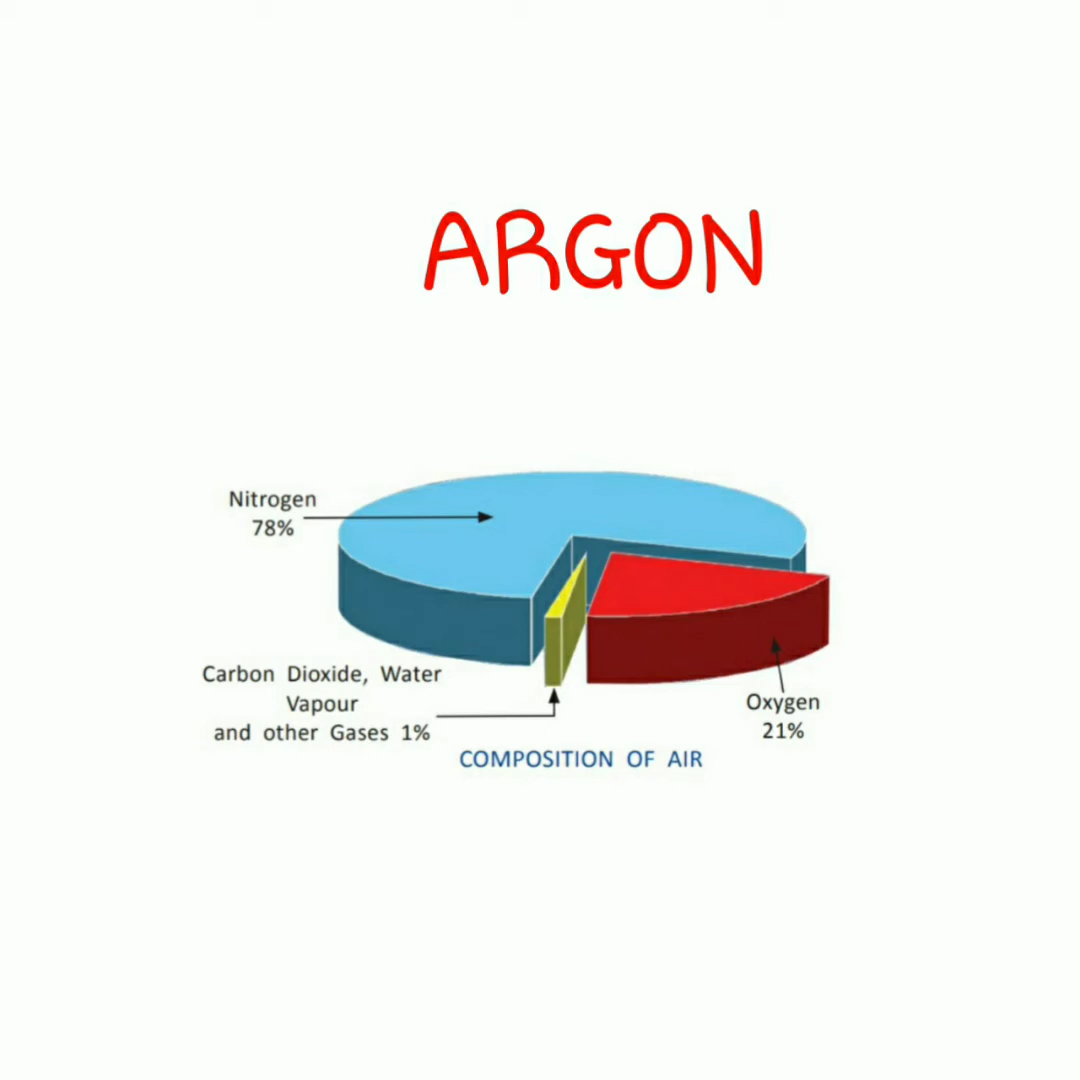 ARGON
Nitrogen
78%
Carbon Dioxide, Water
Vapour
and other Gases 1%
Oxygen
21%
COMPOSITION OF AIR